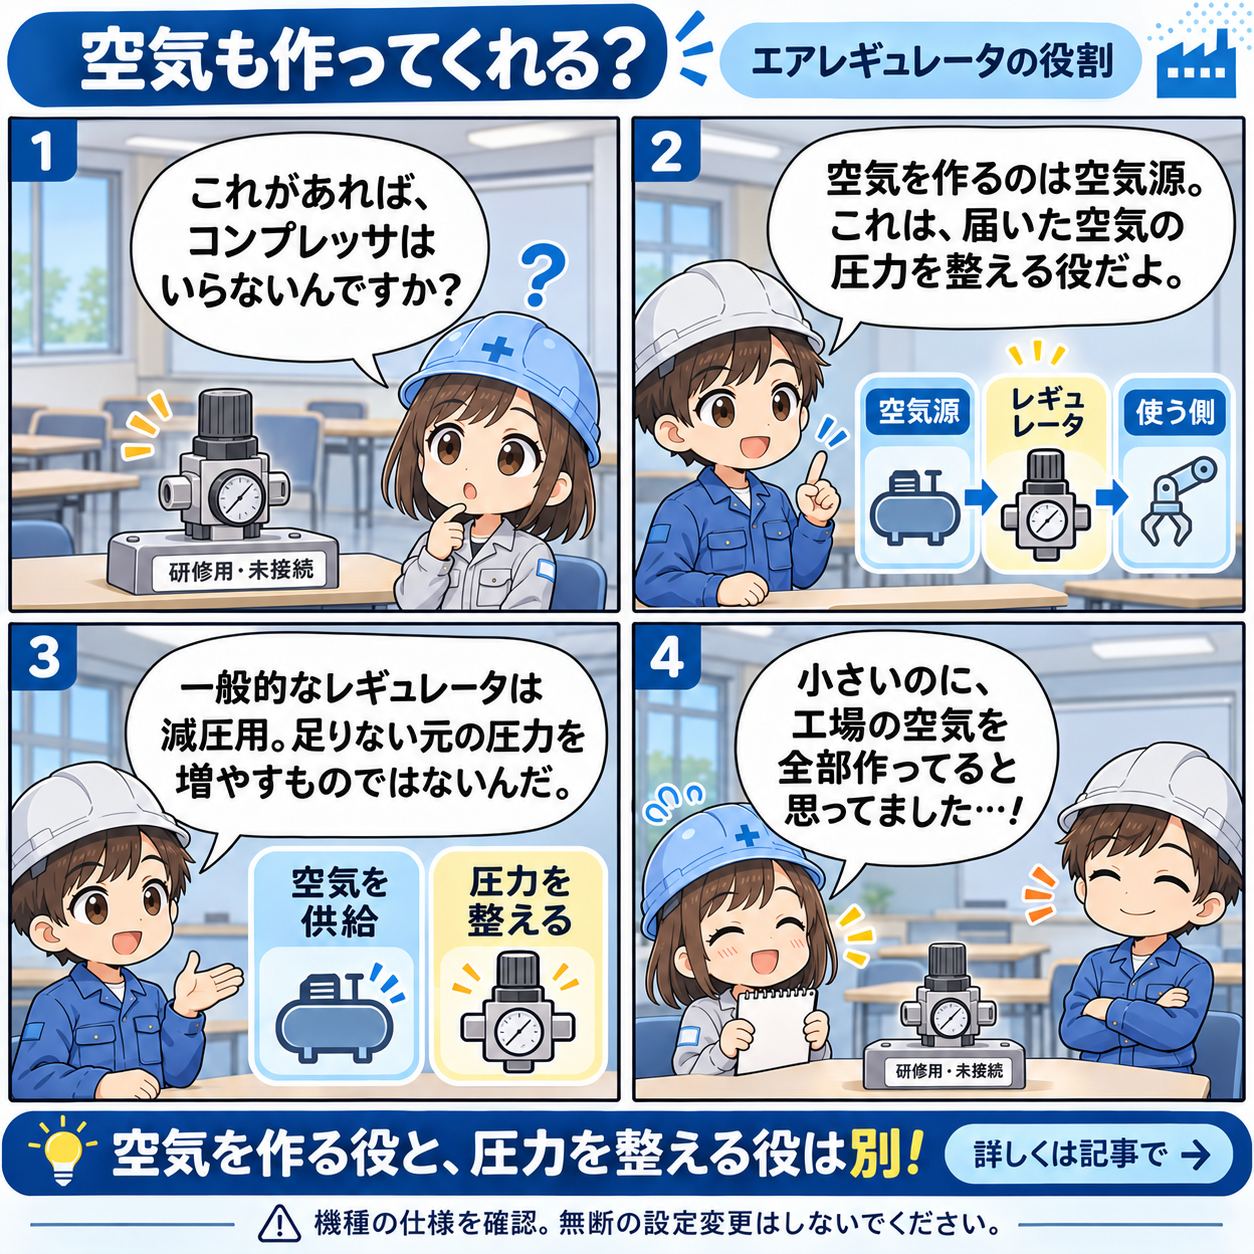 空気も作ってくれる?
エアレギュレータの役割
1
これがあれば、
コンプレッサは
いらないんですか?
?
研修用・未接続
2
空気を作るのは空気源。
これは、届いた空気の
圧力を整える役だよ。
空気源
レギュ
レータ
使う側
3
一般的なレギュレータは
減圧用。足りない元の圧力を
増やすものではないんだ。
空気を
供給
圧力を
整える
4
小さいのに、
工場の空気を
全部作ってると
思ってました…!
研修用・未接続
空気を作る役と、圧力を整える役は別!
詳しくは記事で→
機種の仕様を確認。無断の設定変更はしないでください。